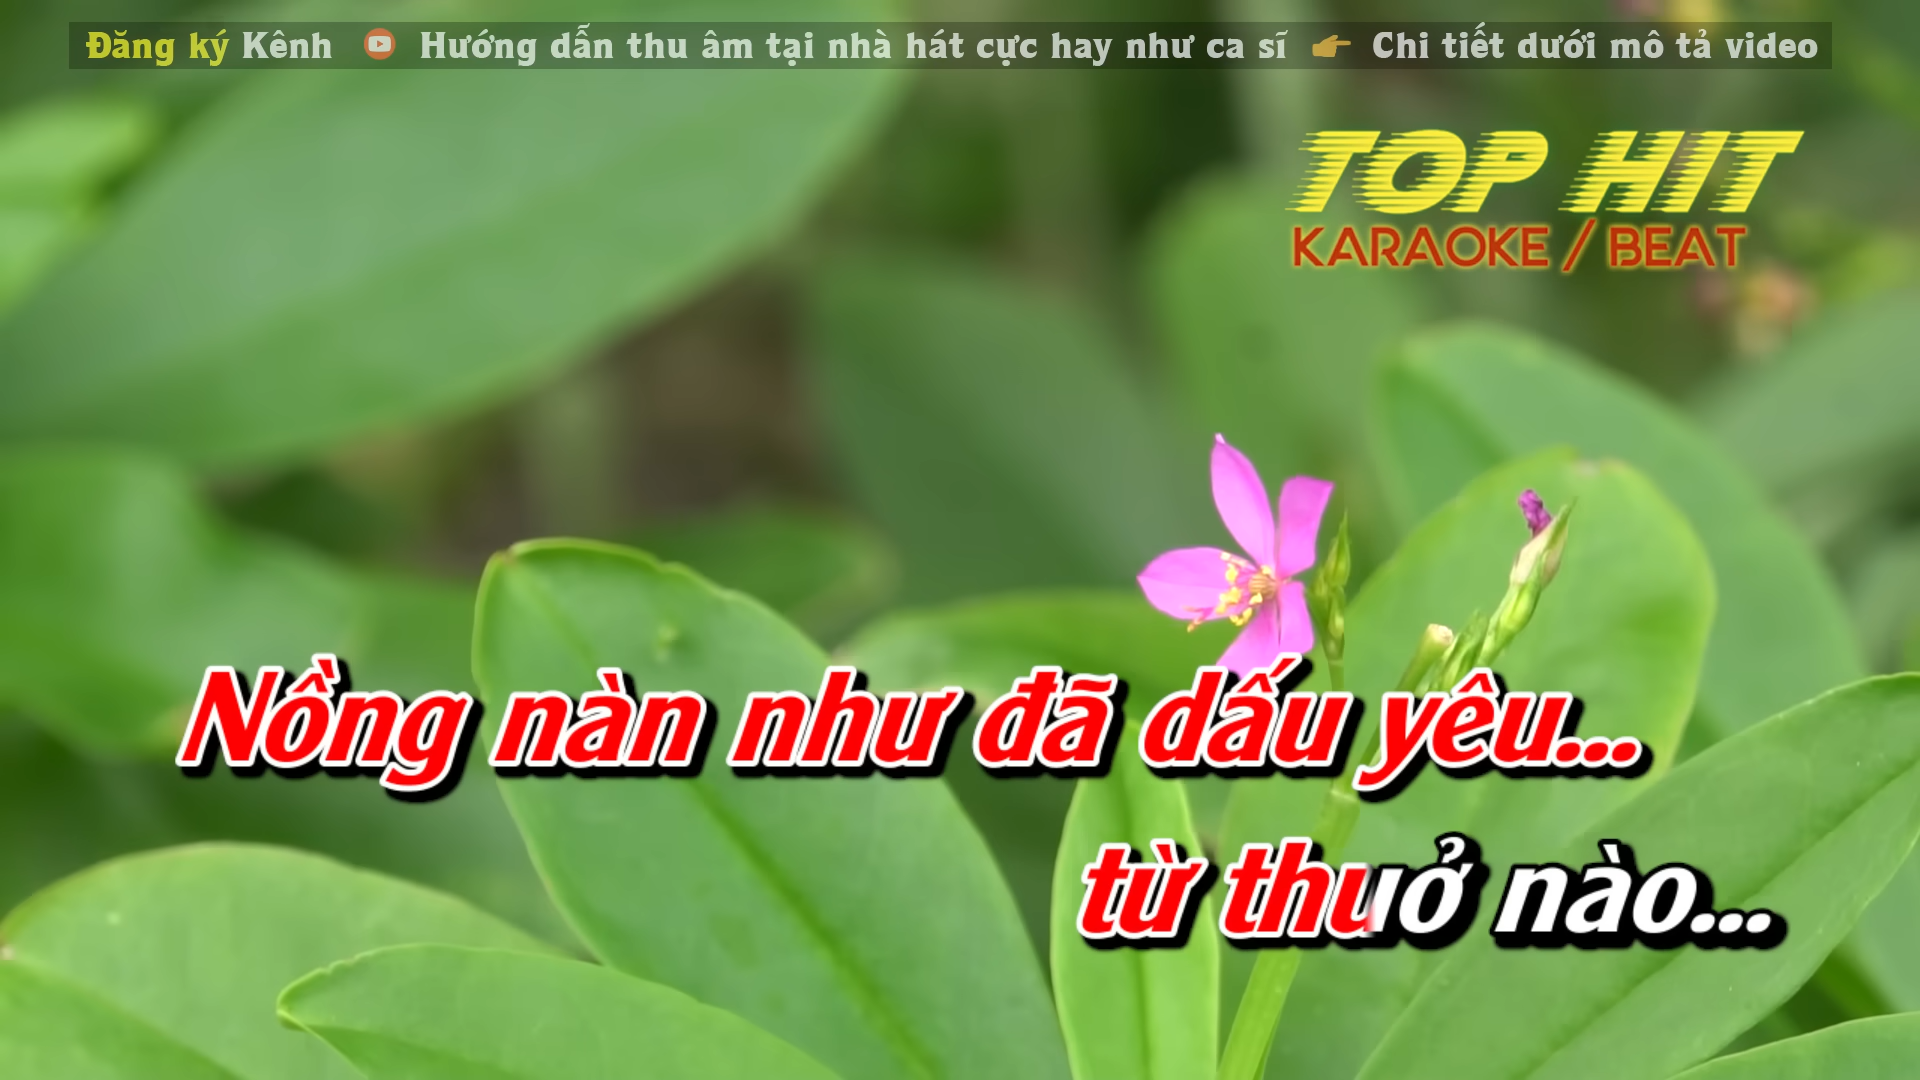 Đăng ký Kênh Hướng dẫn thu âm tại nhà hát cực hay như ca sĩ 👉 Chi tiết dưới mô tả video
TOP HIT
KARAOKE / BEAT
Nồng nàn như đã dấu yêu...
từ thuở nào...